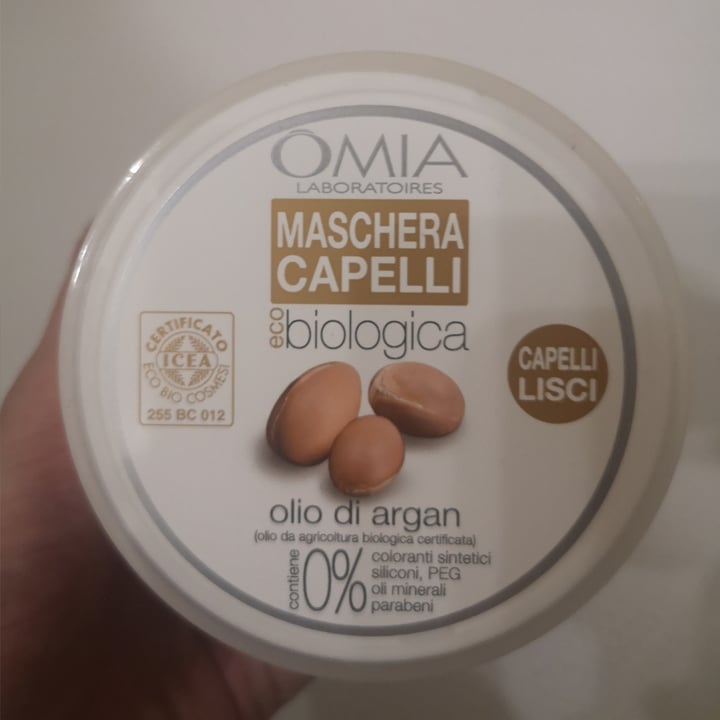 ÔMIA
LABORATOIRES
MASCHERA
CAPELLI
eco biologica
CERTIFICATO
ICEA
ECO BIO COSMESI
255 BC 012
CAPELLI
LISCI
olio di argan
(olio da agricoltura biologica certificata)
contiene
0%
coloranti sintetici
siliconi, PEG
oli minerali
parabeni